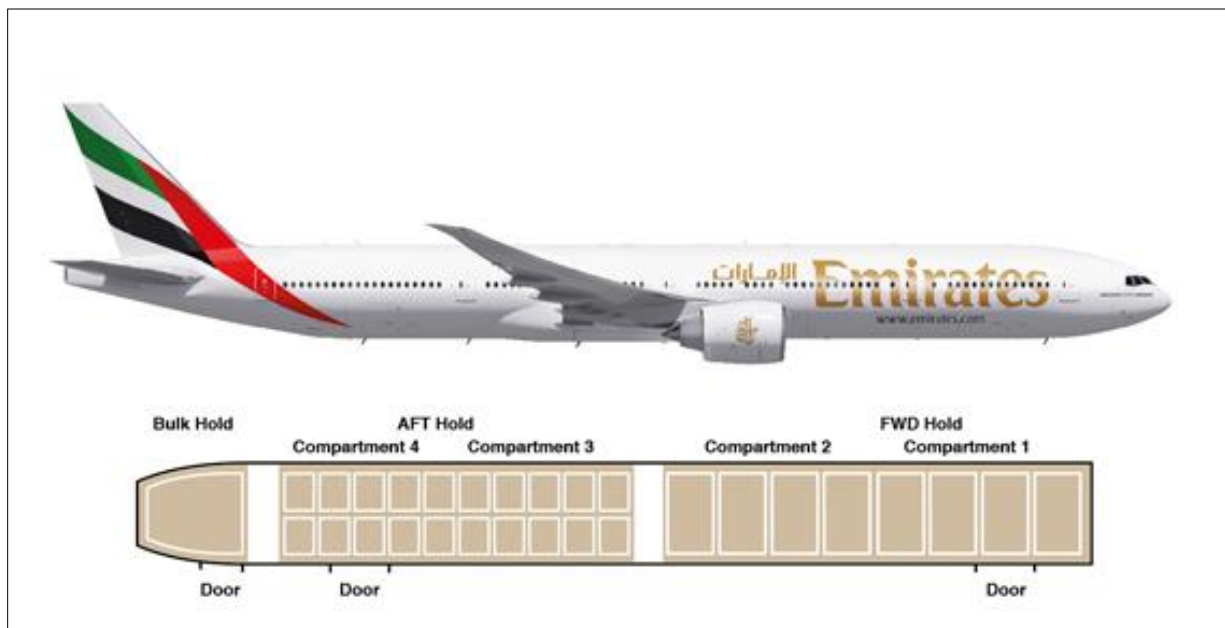 الإمارات Emirates
www.emirates.com
Bulk Hold AFT Hold FWD Hold
Compartment 4 Compartment 3 Compartment 2 Compartment 1
Door Door Door